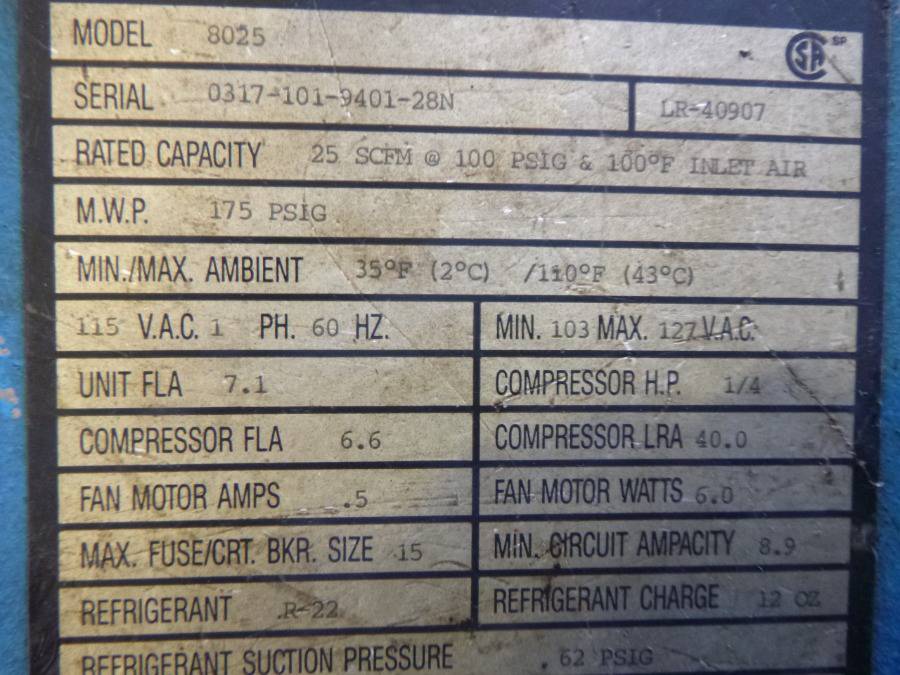 MODEL 8025 SA SP
SERIAL 0317-101-9401-28N LR-40907
RATED CAPACITY 25 SCFM @ 100 PSIG & 100°F INLET AIR
M.W.P. 175 PSIG
MIN./MAX. AMBIENT 35°F (2°C) /110°F (43°C)
115 V.A.C. 1 PH. 60 HZ. MIN. 103 MAX. 127 V.A.C.
UNIT FLA 7.1 COMPRESSOR H.P. 1/4
COMPRESSOR FLA 6.6 COMPRESSOR LRA 40.0
FAN MOTOR AMPS .5 FAN MOTOR WATTS 6.0
MAX. FUSE/CRT. BKR. SIZE 15 MIN. CIRCUIT AMPACITY 8.9
REFRIGERANT R-22 REFRIGERANT CHARGE 12 OZ
REFRIGERANT SUCTION PRESSURE 62 PSIG